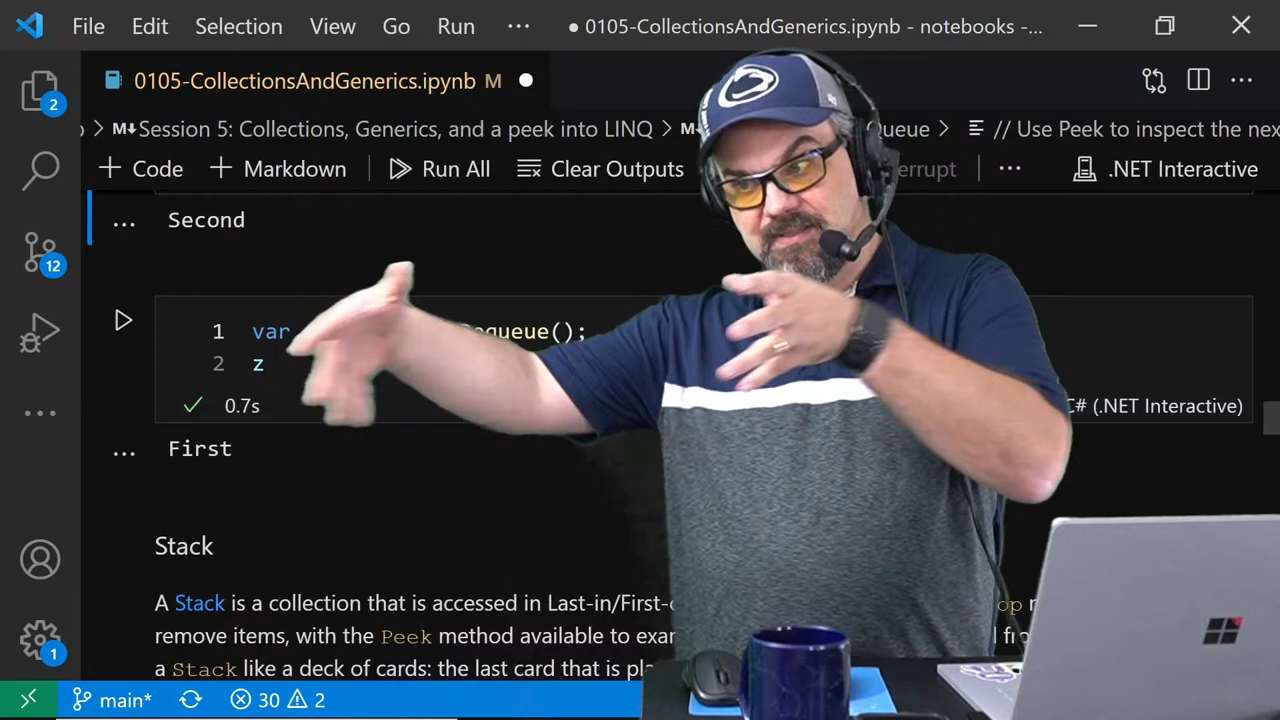 File Edit Selection View Go Run ... ● 0105-CollectionsAndGenerics.ipynb - notebooks -...
0105-CollectionsAndGenerics.ipynb M
> Session 5: Collections, Generics, and a peek into LINQ > Queue > // Use Peek to inspect the nex
+ Code + Markdown Run All Clear Outputs ... .NET Interactive
2
... Second
12
1 var Dequeue();
2 z
0.7s C# (.NET Interactive)
... First
Stack
A Stack is a collection that is accessed in Last-in/First-
remove items, with the Peek method available to
1
a Stack like a deck of cards: the last card that is
main* 30 2